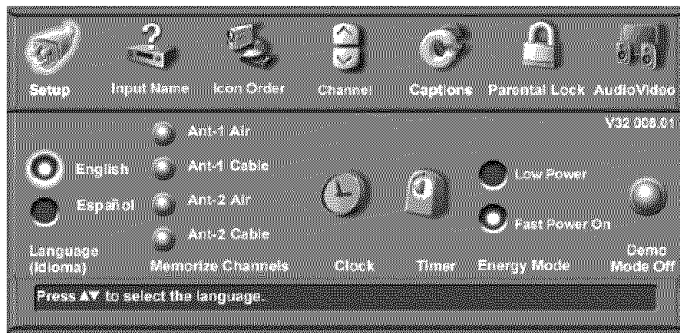 Setup
Input Name
Icon Order
Channel
Captions
Parental Lock
AudioVideo
V32 008.01
English
Español
Language
(Idioma)
Ant-1 Air
Ant-1 Cable
Ant-2 Air
Ant-2 Cable
Memorize Channels
Clock
Timer
Low Power
Fast Power On
Energy Mode
Demo
Mode Off
Press ▲▼ to select the language.